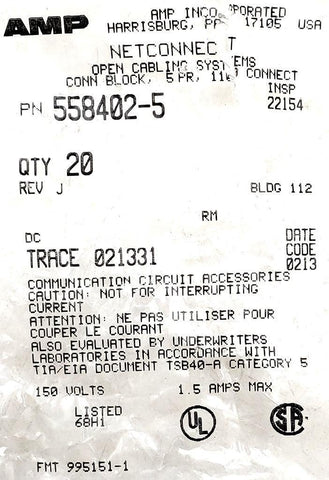 AMP
AMP INCORPORATED
HARRISBURG, PA 17105 USA
NETCONNECT
OPEN CABLING SYSTEMS
CONN BLOCK, 5 PR, 110 CONNECT
INSP
PN 558402-5
22154
QTY 20
REV J
BLDG 112
RM
DC
DATE
TRACE 021331
CODE
0213
COMMUNICATION CIRCUIT ACCESSORIES
CAUTION: NOT FOR INTERRUPTING
CURRENT
ATTENTION: NE PAS UTILISER POUR
COUPER LE COURANT
ALSO EVALUATED BY UNDERWRITERS
LABORATORIES IN ACCORDANCE WITH
TIA/EIA DOCUMENT TSB40-A CATEGORY 5
150 VOLTS 1.5 AMPS MAX
LISTED
68H1
UL
SA
FMT 995151-1